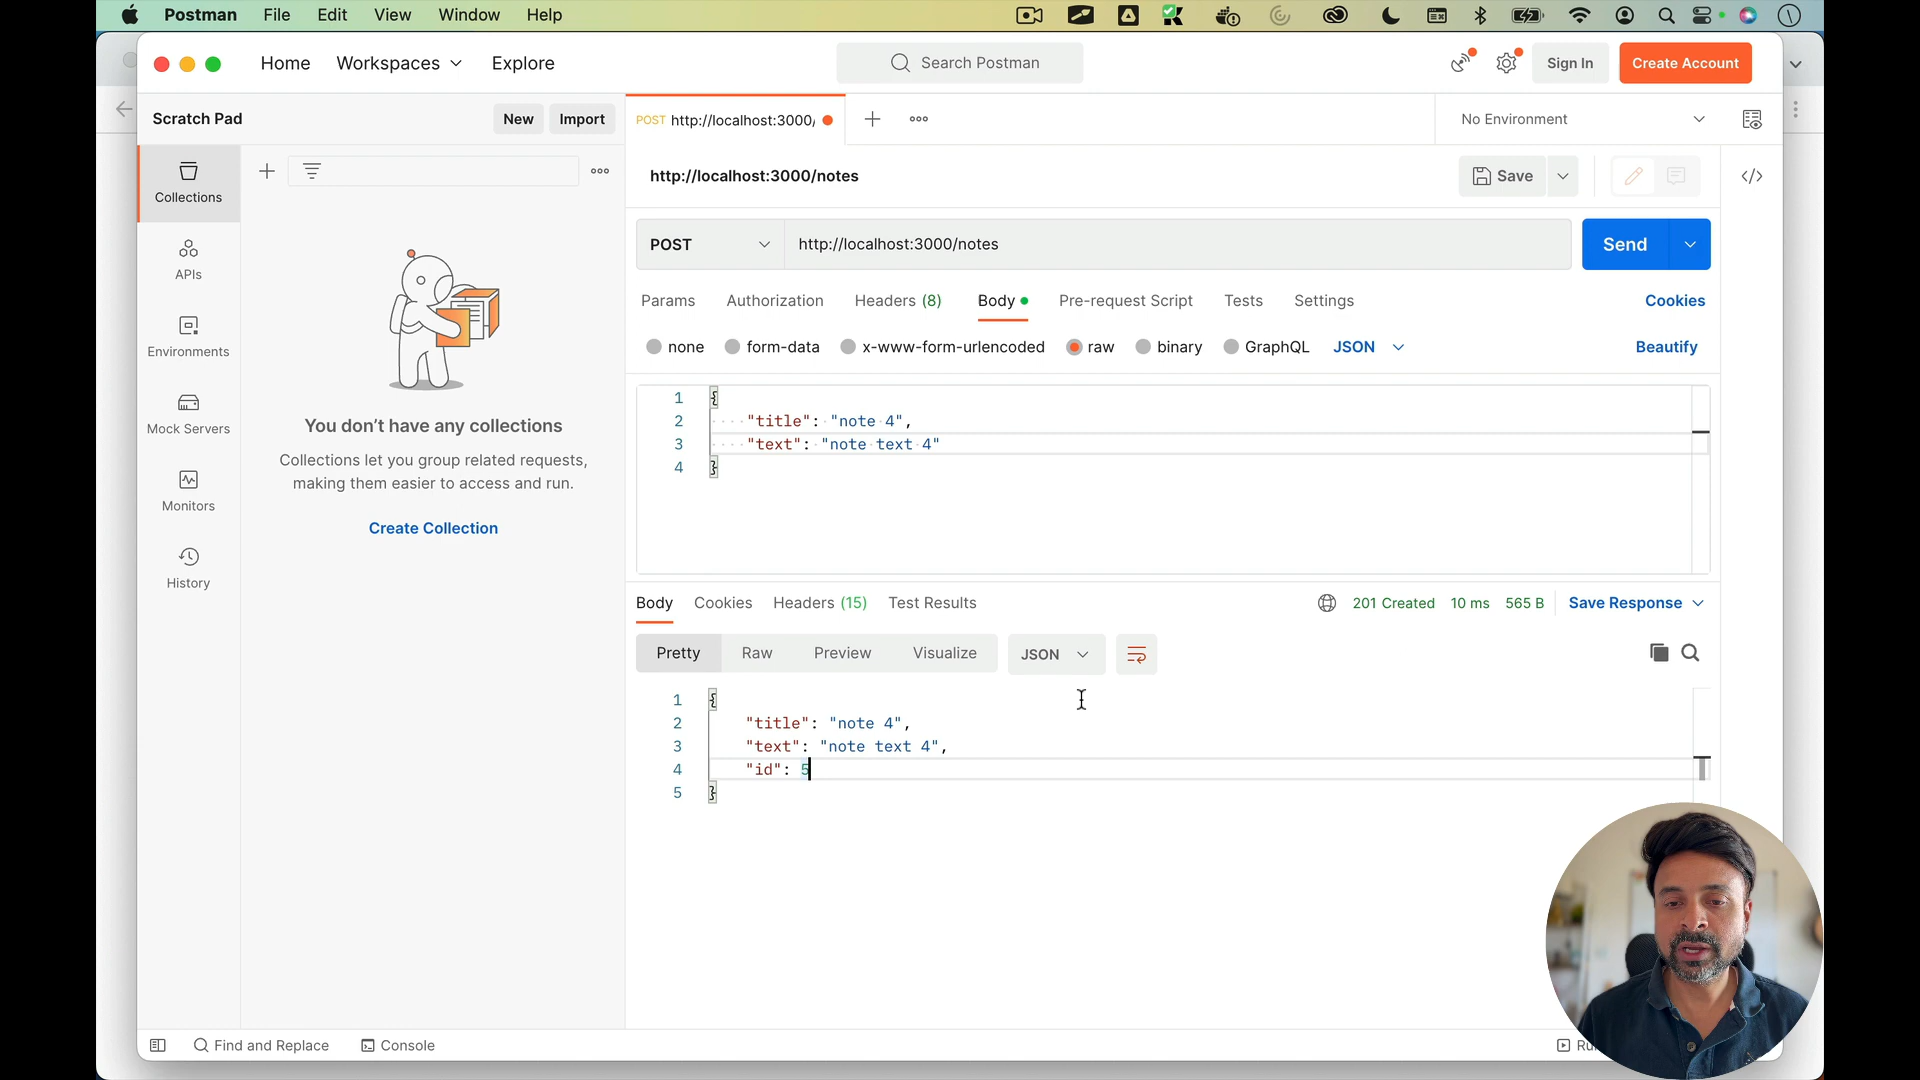 Postman File Edit View Window Help
Home Workspaces Explore Search Postman Sign In Create Account
Scratch Pad New Import POST http://localhost:3000/ No Environment
Collections
APIs
Environments
Mock Servers
Monitors
History
You don’t have any collections
Collections let you group related requests,
making them easier to access and run.
Create Collection
http://localhost:3000/notes Save
POST http://localhost:3000/notes Send
Params Authorization Headers (8) Body Pre-request Script Tests Settings Cookies
none form-data x-www-form-urlencoded raw binary GraphQL JSON Beautify
1 {
2 "title": "note 4",
3 "text": "note text 4"
4 }
Body Cookies Headers (15) Test Results 201 Created 10 ms 565 B Save Response
Pretty Raw Preview Visualize JSON
1 {
2 "title": "note 4",
3 "text": "note text 4",
4 "id": 5
5 }
Find and Replace Console